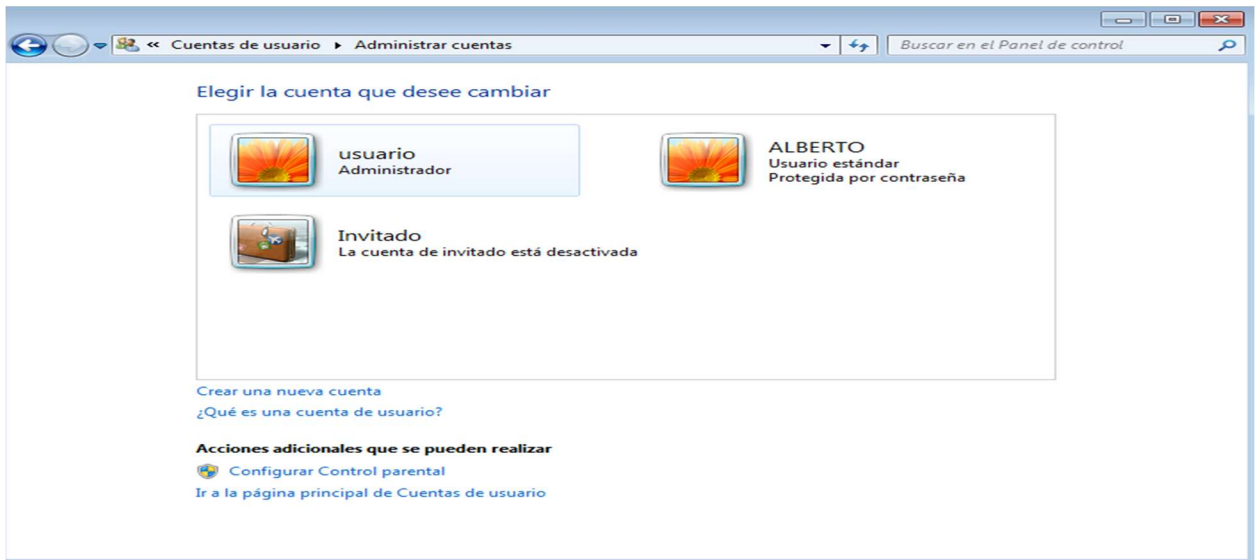 « Cuentas de usuario ▸ Administrar cuentas
Buscar en el Panel de control
Elegir la cuenta que desee cambiar
usuario
Administrador
ALBERTO
Usuario estándar
Protegida por contraseña
Invitado
La cuenta de invitado está desactivada
Crear una nueva cuenta
¿Qué es una cuenta de usuario?
Acciones adicionales que se pueden realizar
Configurar Control parental
Ir a la página principal de Cuentas de usuario